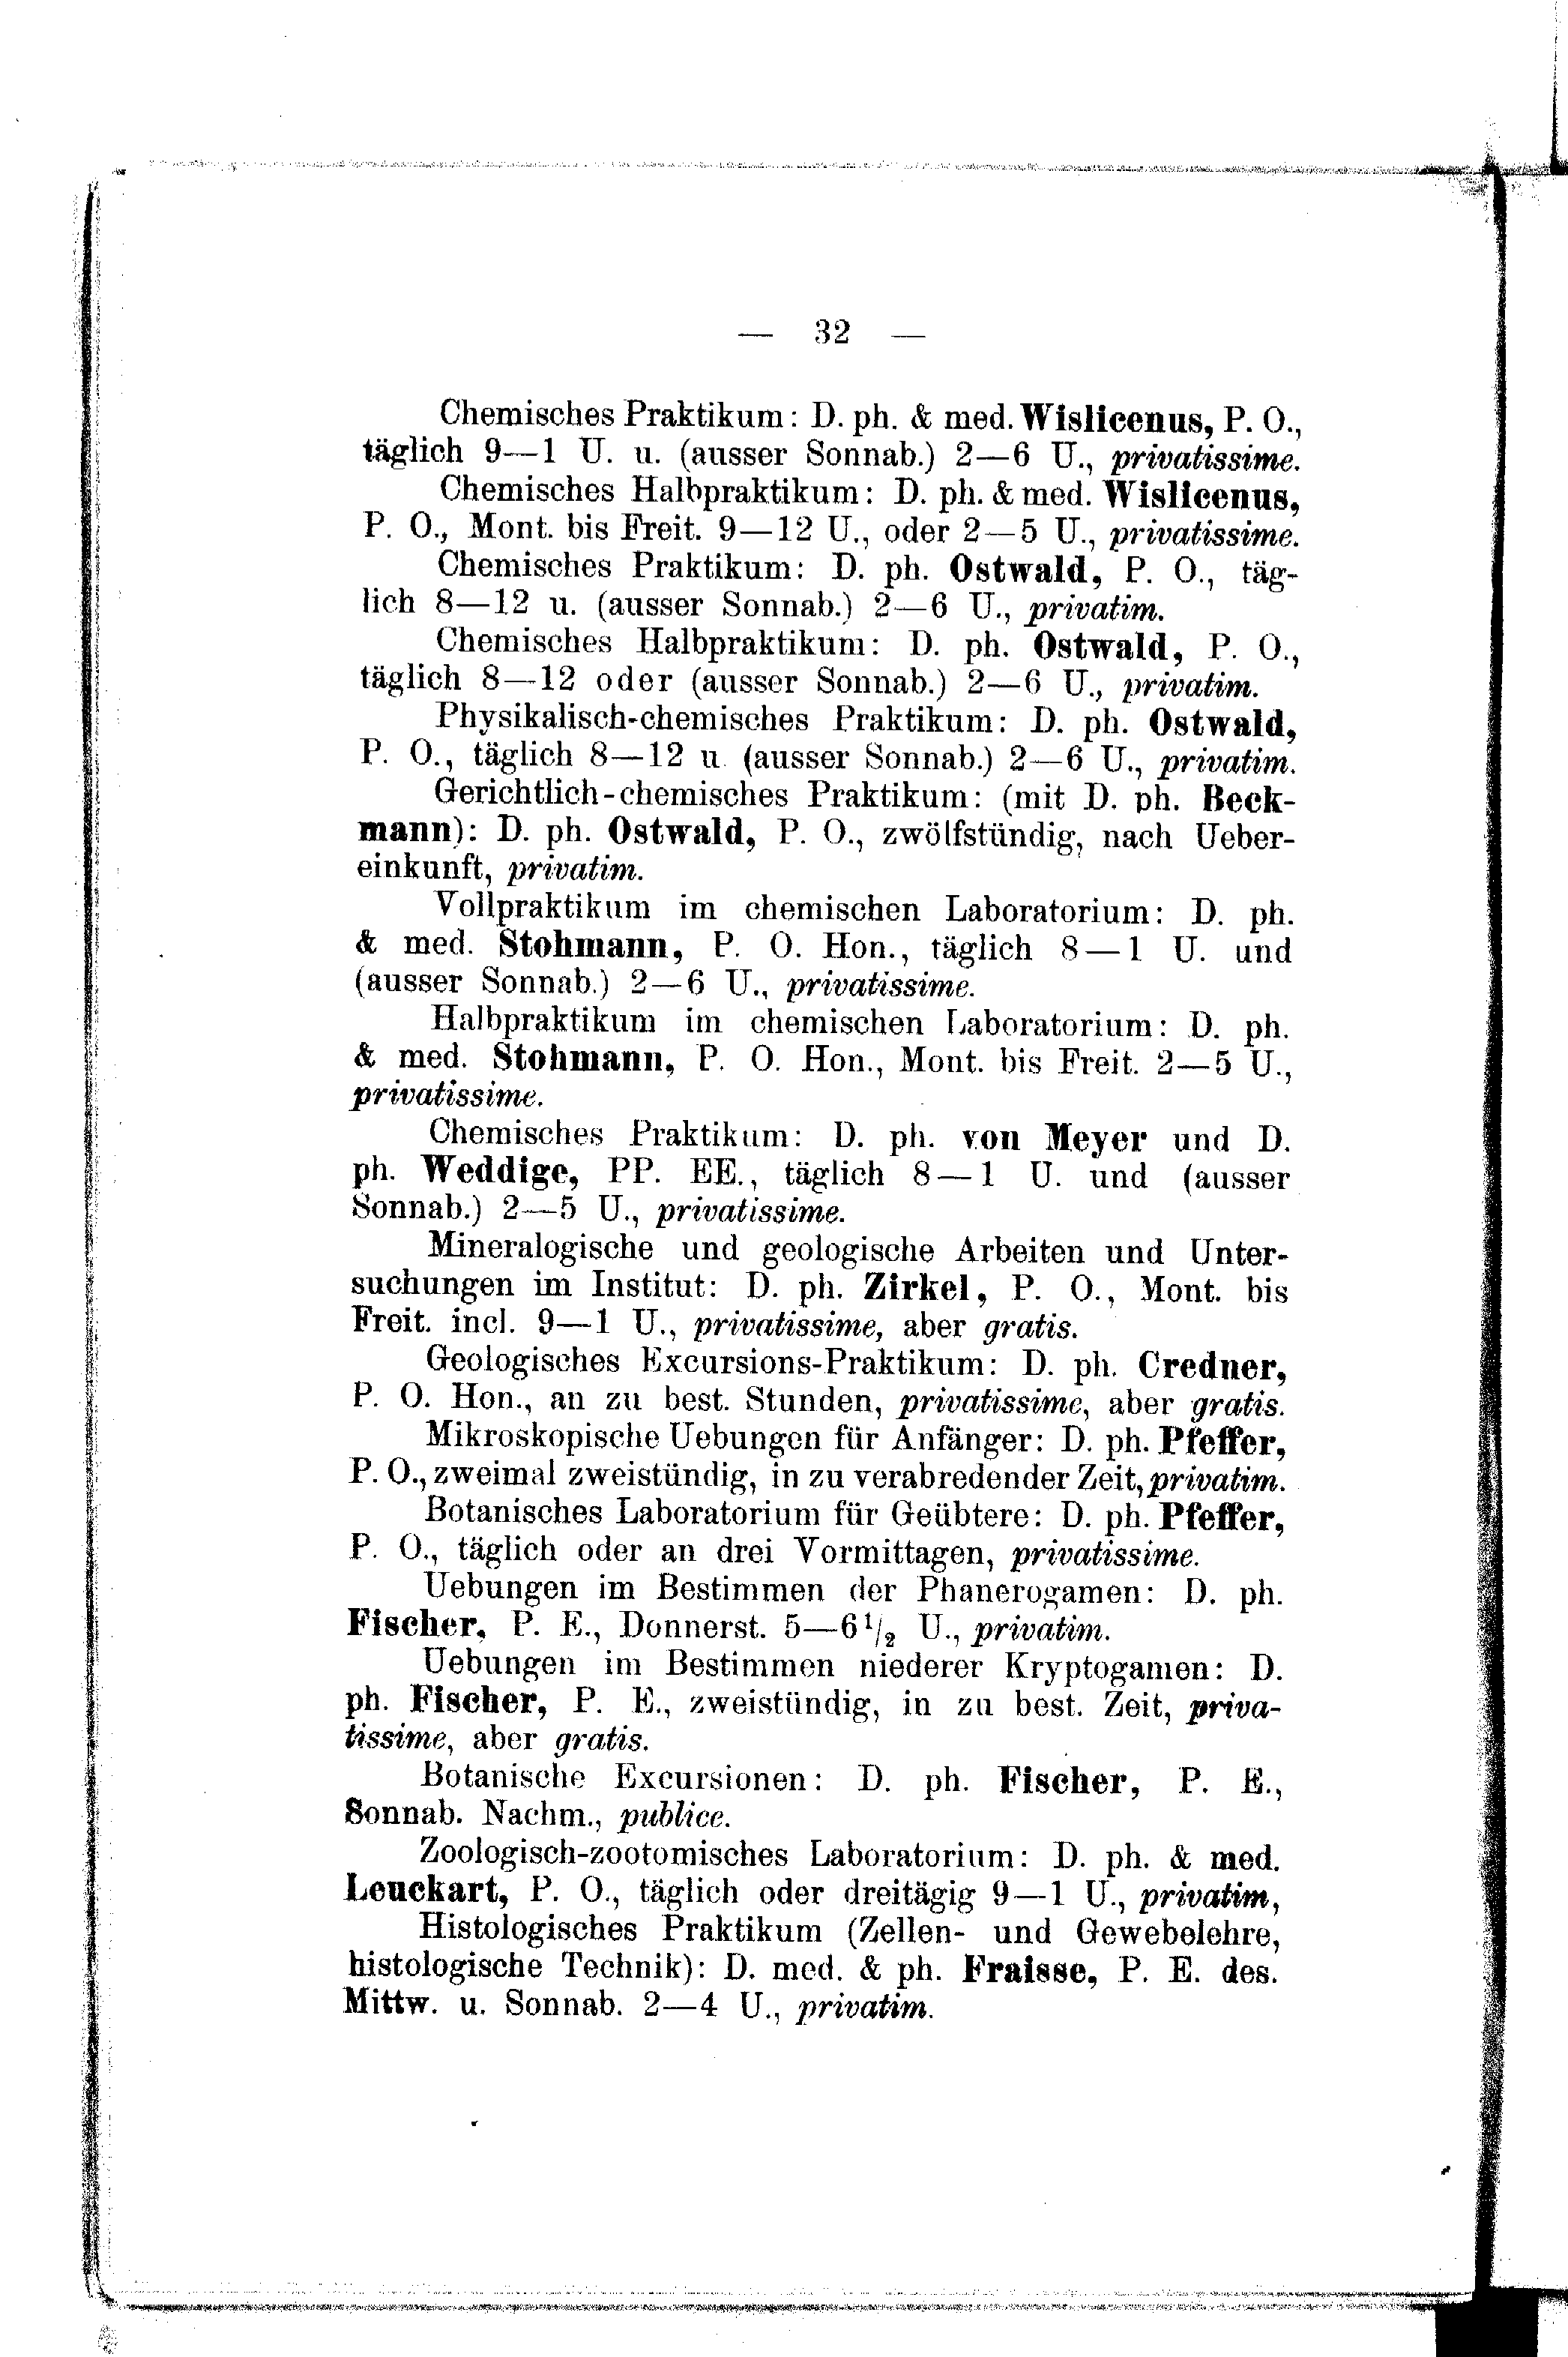 — 32 —
Chemisches Praktikum: D. ph. & med. Wislicenus, P. O.,
täglich 9—1 U. u. (ausser Sonnab.) 2—6 U., privatissime.
Chemisches Halbpraktikum: D. ph. & med. Wislicenus,
P. O., Mont. bis Freit. 9—12 U., oder 2—5 U., privatissime.
Chemisches Praktikum: D. ph. Ostwald, P. O., täg-
lich 8—12 u. (ausser Sonnab.) 2—6 U., privatim.
Chemisches Halbpraktikum: D. ph. Ostwald, P. O.,
täglich 8—12 oder (ausser Sonnab.) 2—6 U., privatim.
Physikalisch-chemisches Praktikum: D. ph. Ostwald,
P. O., täglich 8—12 u. (ausser Sonnab.) 2—6 U., privatim.
Gerichtlich-chemisches Praktikum: (mit D. ph. Beck-
mann): D. ph. Ostwald, P. O., zwölfstündig, nach Ueber-
einkunft, privatim.
Vollpraktikum im chemischen Laboratorium: D. ph.
& med. Stohmann, P. O. Hon., täglich 8—1 U. und
(ausser Sonnab.) 2—6 U., privatissime.
Halbpraktikum im chemischen Laboratorium: D. ph.
& med. Stohmann, P. O. Hon., Mont. bis Freit. 2—5 U.,
privatissime.
Chemisches Praktikum: D. ph. von Meyer und D.
ph. Weddige, PP. EE., täglich 8—1 U. und (ausser
Sonnab.) 2—5 U., privatissime.
Mineralogische und geologische Arbeiten und Unter-
suchungen im Institut: D. ph. Zirkel, P. O., Mont. bis
Freit. incl. 9—1 U., privatissime, aber gratis.
Geologisches Excursions-Praktikum: D. ph. Credner,
P. O. Hon., an zu best. Stunden, privatissime, aber gratis.
Mikroskopische Uebungen für Anfänger: D. ph. Pfeffer,
P. O., zweimal zweistündig, in zu verabredender Zeit, privatim.
Botanisches Laboratorium für Geübtere: D. ph. Pfeffer,
P. O., täglich oder an drei Vormittagen, privatissime.
Uebungen im Bestimmen der Phanerogamen: D. ph.
Fischer, P. E., Donnerst. 5—6 1/2 U., privatim.
Uebungen im Bestimmen niederer Kryptogamen: D.
ph. Fischer, P. E., zweistündig, in zu best. Zeit, priva-
tissime, aber gratis.
Botanische Excursionen: D. ph. Fischer, P. E.,
Sonnab. Nachm., publice.
Zoologisch-zootomisches Laboratorium: D. ph. & med.
Leuckart, P. O., täglich oder dreitägig 9—1 U., privatim,
Histologisches Praktikum (Zellen- und Gewebelehre,
histologische Technik): D. med. & ph. Fraisse, P. E. des.
Mittw. u. Sonnab. 2—4 U., privatim.